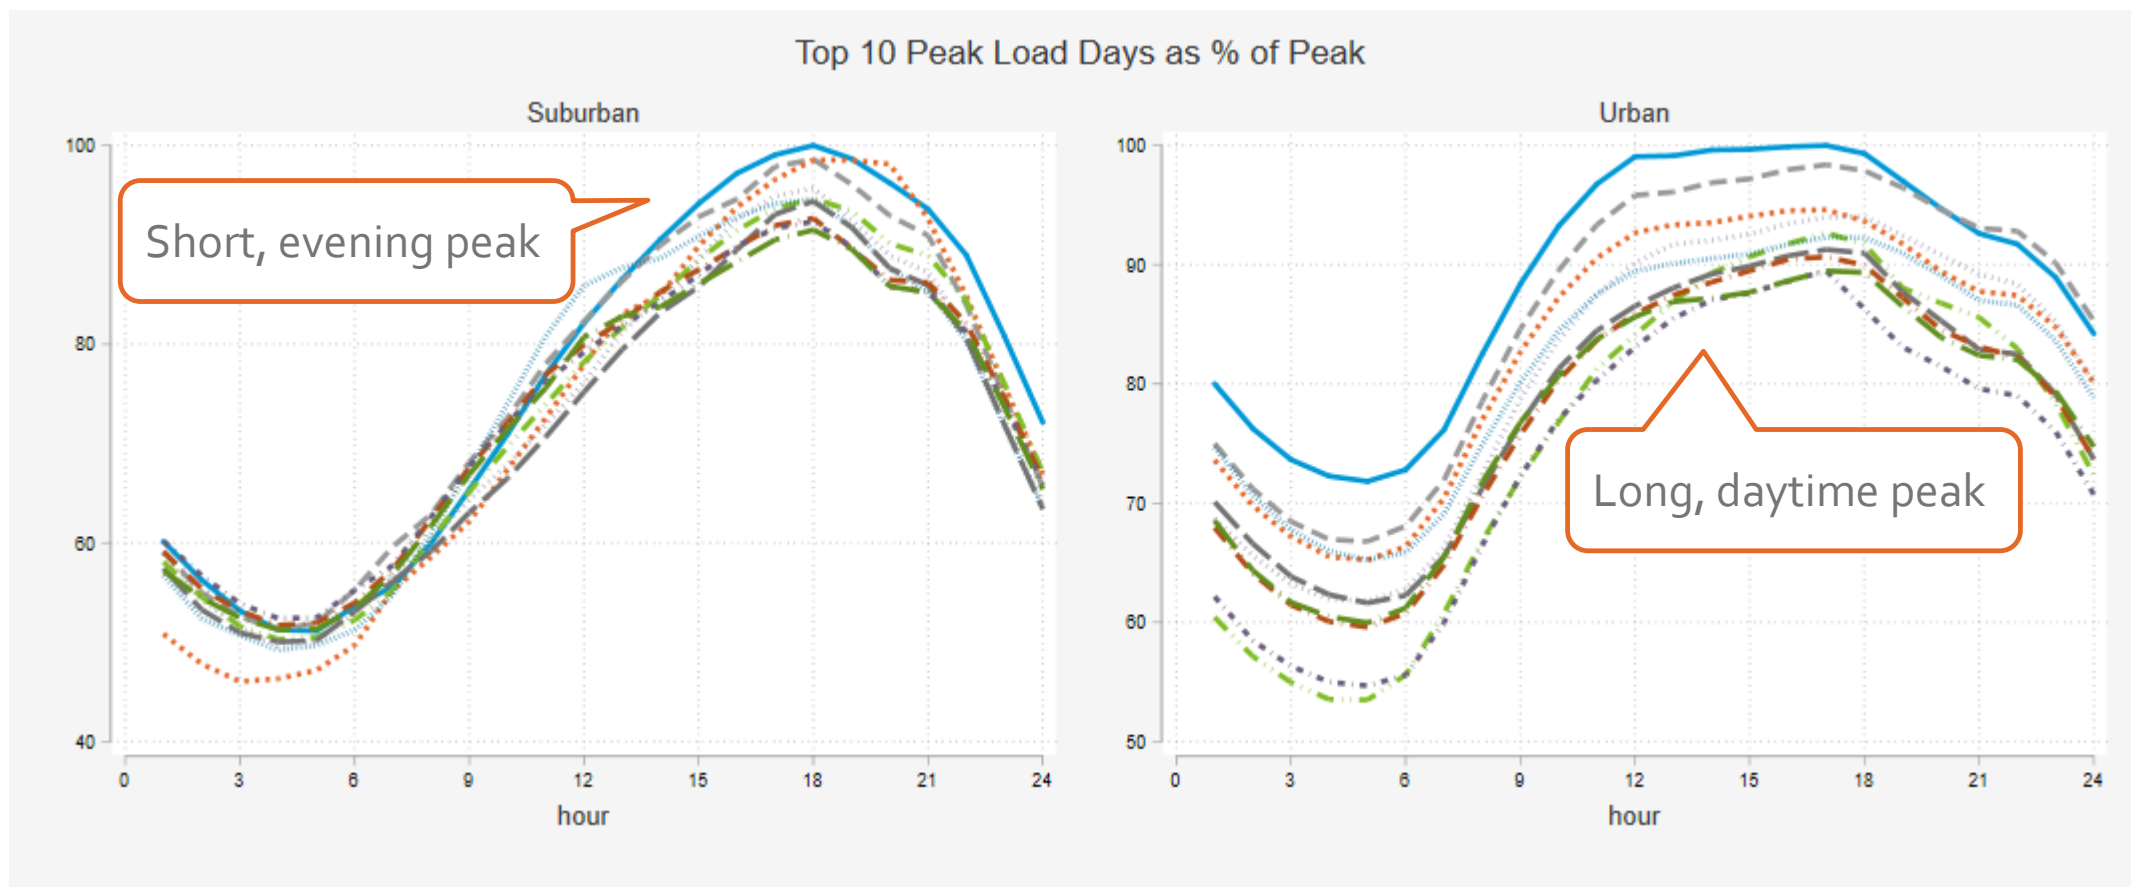 Top 10 Peak Load Days as % of Peak
Suburban
100
80
60
40
0 3 6 9 12 15 18 21 24
hour
Short, evening peak
Urban
100
90
80
70
60
50
0 3 6 9 12 15 18 21 24
hour
Long, daytime peak